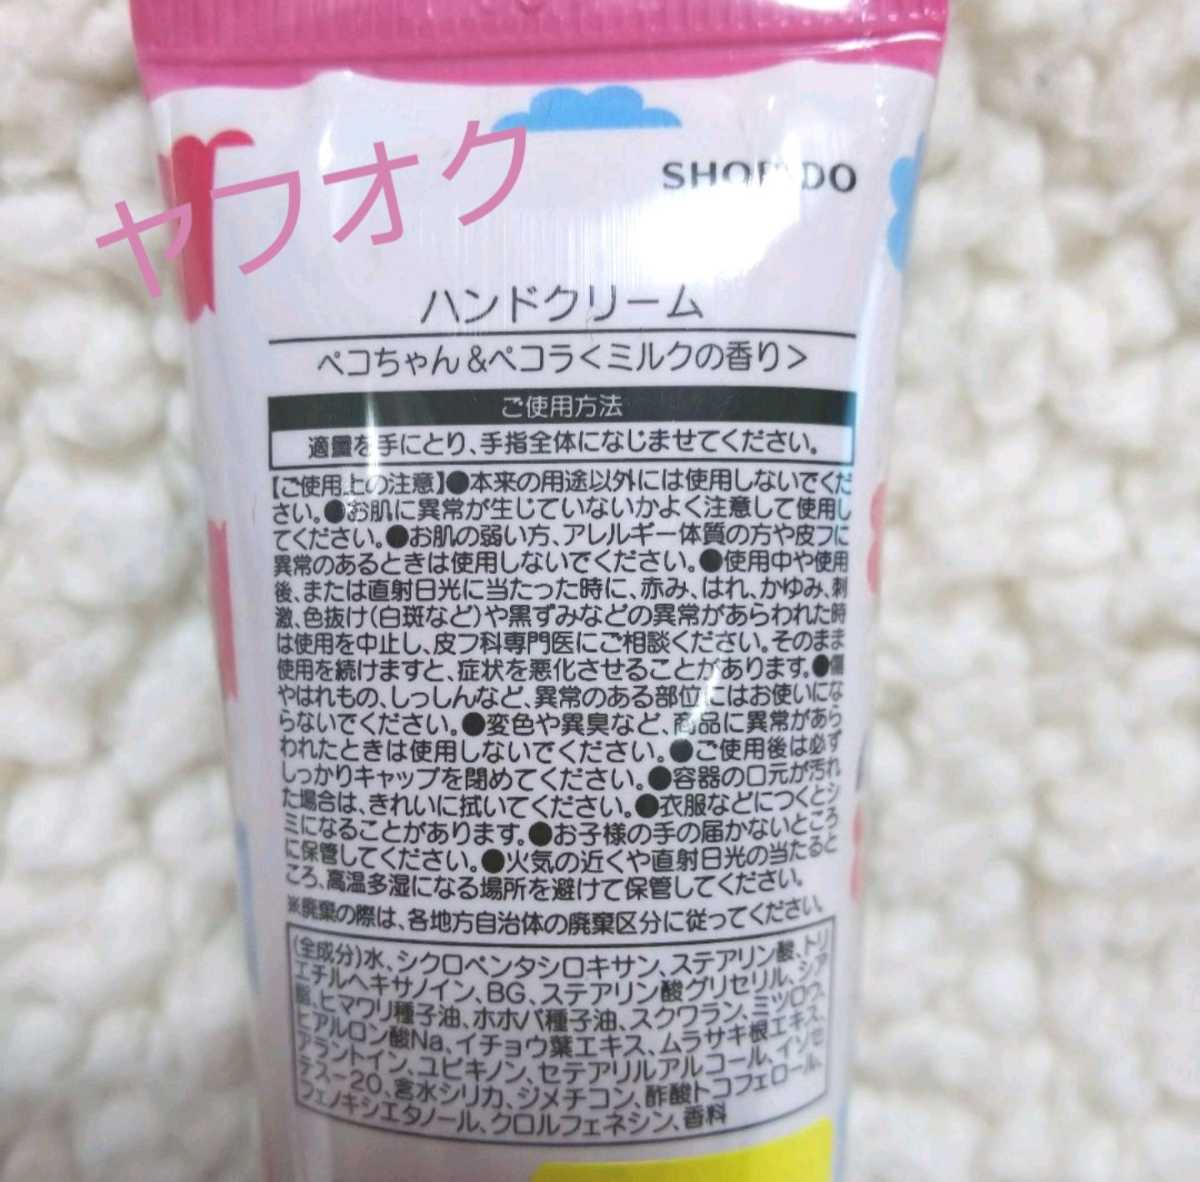 ヤフオク
SHOBIDO
ハンドクリーム
ペコちゃん&ペコラ<ミルクの香り>
ご使用方法
適量を手にとり、手指全体になじませてください。
【ご使用上の注意】●本来の用途以外には使用しないでくだ
さい。●お肌に異常が生じていないかよく注意して使用し
てください。●お肌の弱い方、アレルギー体質の方や皮フに
異常のあるときは使用しないでください。●使用中や使用
後、または直射日光に当たった時に、赤み、はれ、かゆみ、刺
激、色抜け(白斑など)や黒ずみなどの異常があらわれた時
は使用を中止し、皮フ科専門医にご相談ください。そのまま
使用を続けますと、症状を悪化させることがあります。●傷
やはれもの、しっしんなど、異常のある部位にはお使いにな
らないでください。●変色や異臭など、商品に異常があら
われたときは使用しないでください。●ご使用後は必ず
しっかりキャップを閉めてください。●容器の口元が汚れ
た場合は、きれいに拭いてください。●衣服などにつくとシ
ミになることがあります。●お子様の手の届かないところ
に保管してください。●火気の近くや直射日光の当たると
ころ、高温多湿になる場所を避けて保管してください。
※廃棄の際は、各地方自治体の廃棄区分に従ってください。
(全成分)水、シクロペンタシロキサン、ステアリン酸、トリ
エチルヘキサノイン、BG、ステアリン酸グリセリル、シア
脂、ヒマワリ種子油、ホホバ種子油、スクワラン、ミツロウ、
ヒアルロン酸Na、イチョウ葉エキス、ムラサキ根エキス、
アラントイン、ユビキノン、セテアリルアルコール、イソセ
テス-20、含水シリカ、ジメチコン、酢酸トコフェロール、
フェノキシエタノール、クロルフェネシン、香料